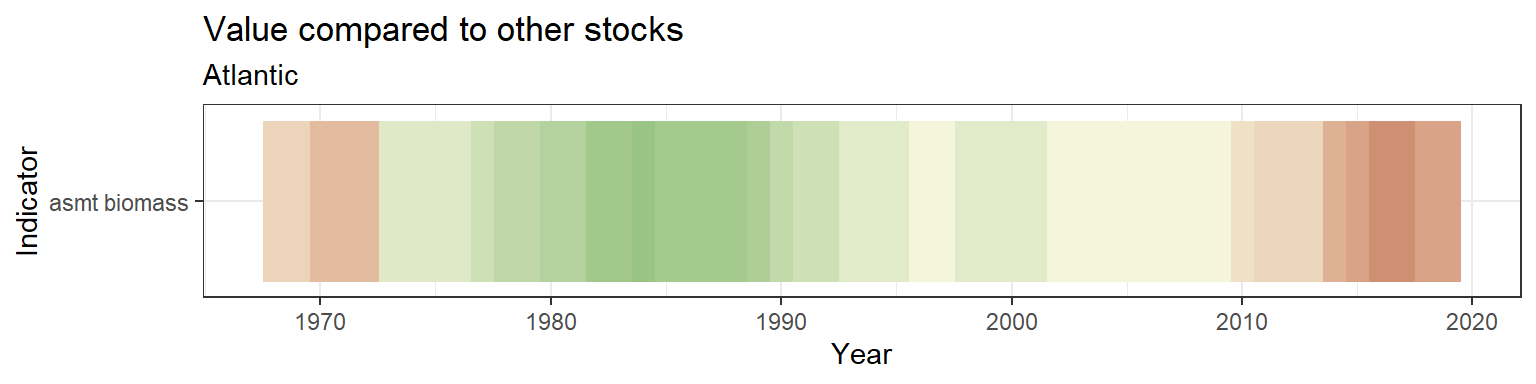 Value compared to other stocks
Atlantic
Indicator
asmt biomass
1970 1980 1990 2000 2010 2020
Year